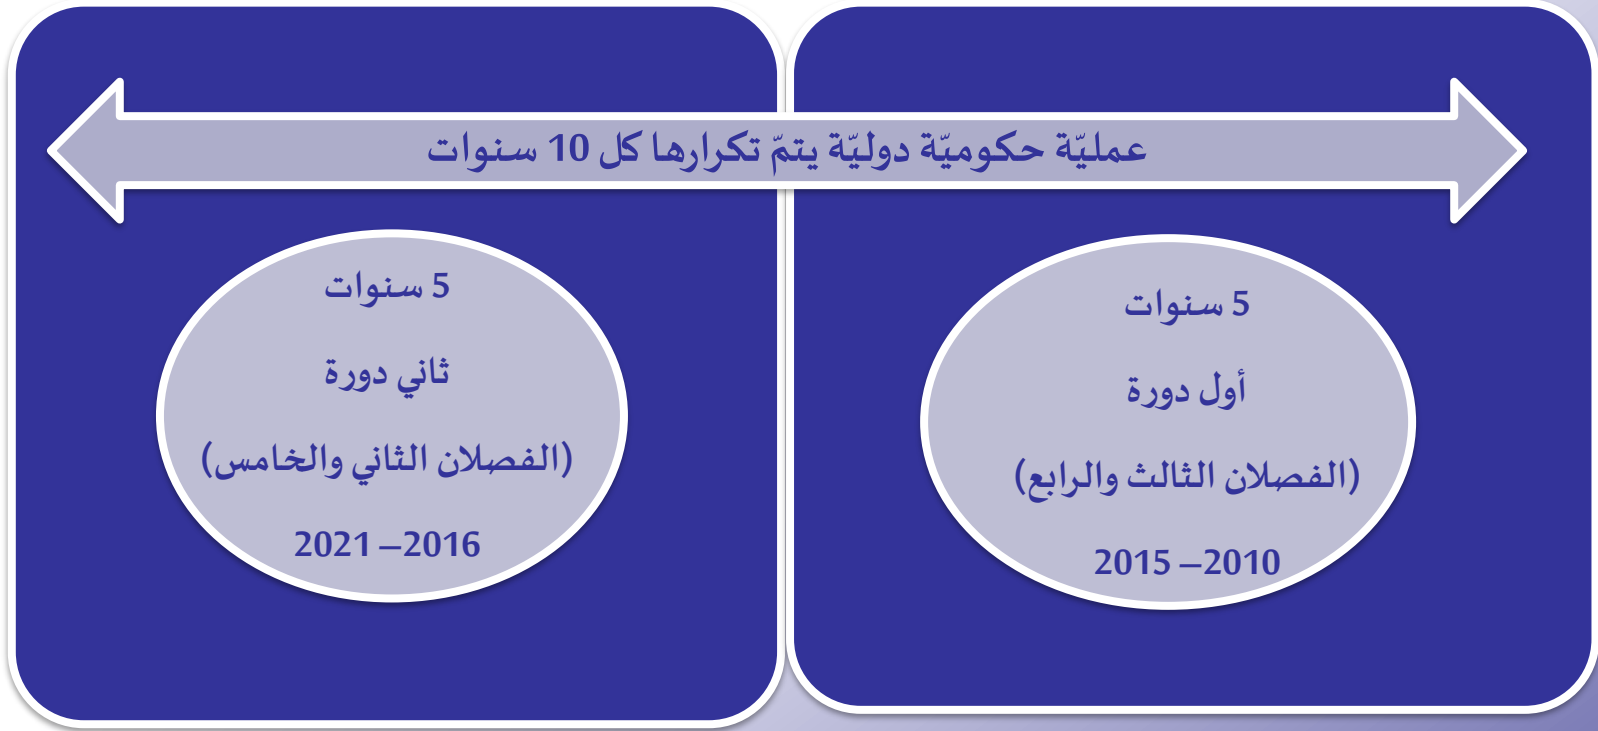 عمليّة حكوميّة دوليّة يتمّ تكرارها كل 10 سنوات
5 سنوات
أول دورة
(الفصلان الثالث والرابع)
2010– 2015
5 سنوات
ثاني دورة
(الفصلان الثاني والخامس)
2016– 2021